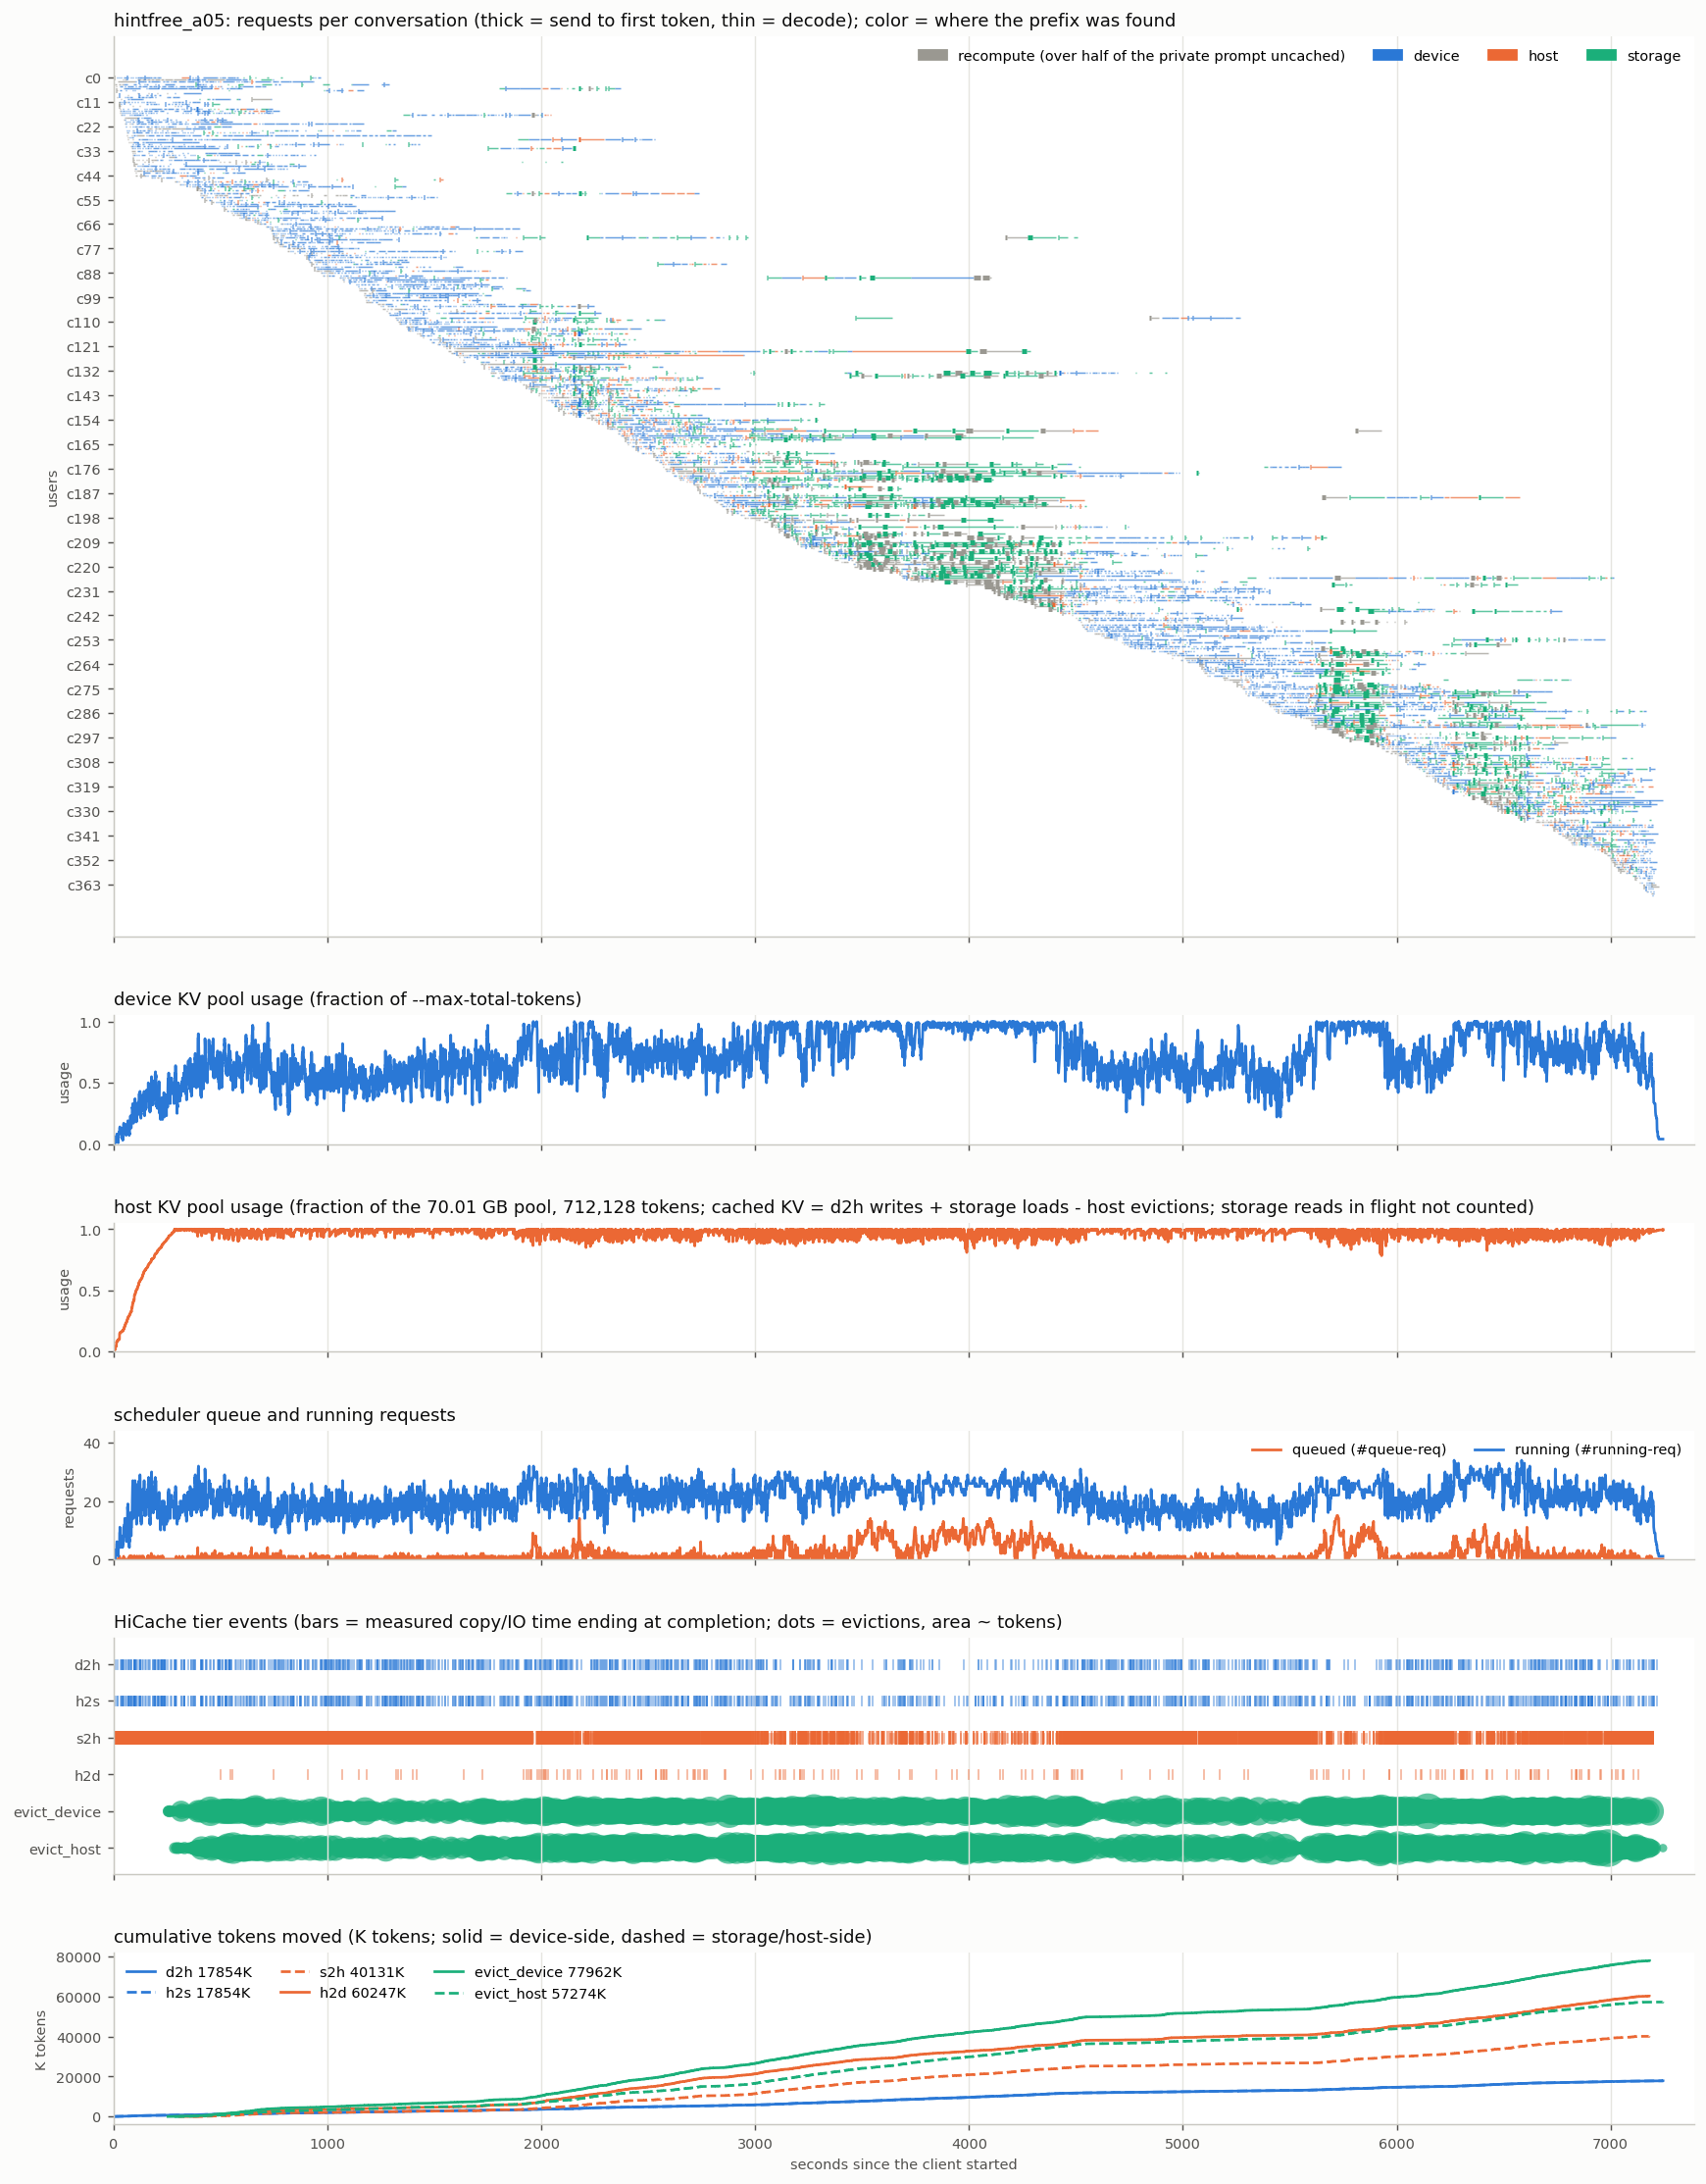 hintfree_a05: requests per conversation (thick = send to first token, thin = decode); color = where the prefix was found
recompute (over half of the private prompt uncached) device host storage
c0
c11
c22
c33
c44
c55
c66
c77
c88
c99
c110
c121
c132
c143
c154
c165
c176
c187
c198
c209
c220
c231
c242
c253
c264
c275
c286
c297
c308
c319
c330
c341
c352
c363
users
device KV pool usage (fraction of --max-total-tokens)
1.0
0.5
0.0
usage
host KV pool usage (fraction of the 70.01 GB pool, 712,128 tokens; cached KV = d2h writes + storage loads - host evictions; storage reads in flight not counted)
1.0
0.5
0.0
usage
scheduler queue and running requests
queued (#queue-req) running (#running-req)
40
20
0
requests
HiCache tier events (bars = measured copy/IO time ending at completion; dots = evictions, area ~ tokens)
d2h
h2s
s2h
h2d
evict_device
evict_host
cumulative tokens moved (K tokens; solid = device-side, dashed = storage/host-side)
d2h 17854K s2h 40131K evict_device 77962K
h2s 17854K h2d 60247K evict_host 57274K
80000
60000
40000
20000
0
K tokens
0 1000 2000 3000 4000 5000 6000 7000
seconds since the client started